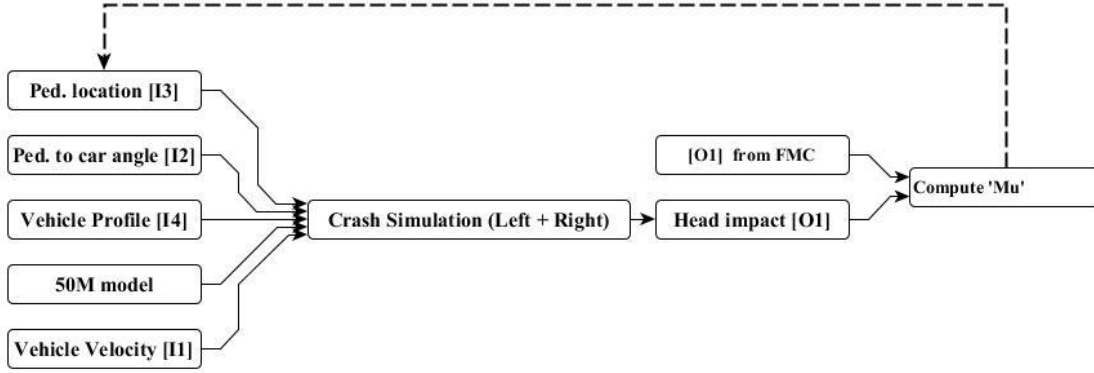 Ped. location [I3]
Ped. to car angle [I2]
Vehicle Profile [I4]
50M model
Vehicle Velocity [I1]
Crash Simulation (Left + Right)
[O1] from FMC
Head impact [O1]
Compute 'Mu'